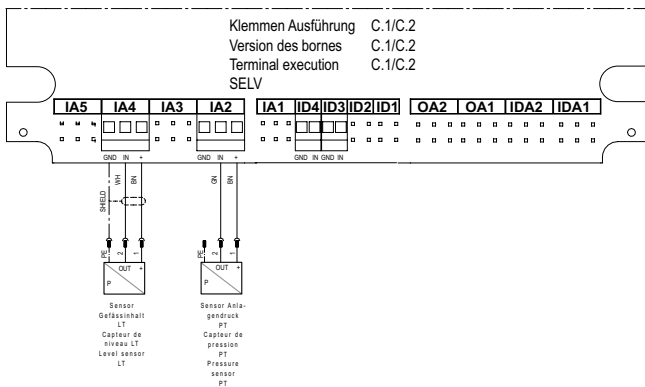 Klemmen Ausführung C.1/C.2
Version des bornes C.1/C.2
Terminal execution C.1/C.2
SELV
IA5 IA4 IA3 IA2 IA1 ID4 ID3 ID2 ID1 OA2 OA1 IDA2 IDA1
GND IN + GND IN + GND IN GND IN
SHIELD WH BN GN BN
PE 2 1 PE 2 1
OUT + OUT +
P P
Sensor
Gefässinhalt
LT
Capteur de
niveau LT
Level sensor
LT
Sensor Anla-
gendruck
PT
Capteur de
pression
PT
Pressure
sensor
PT